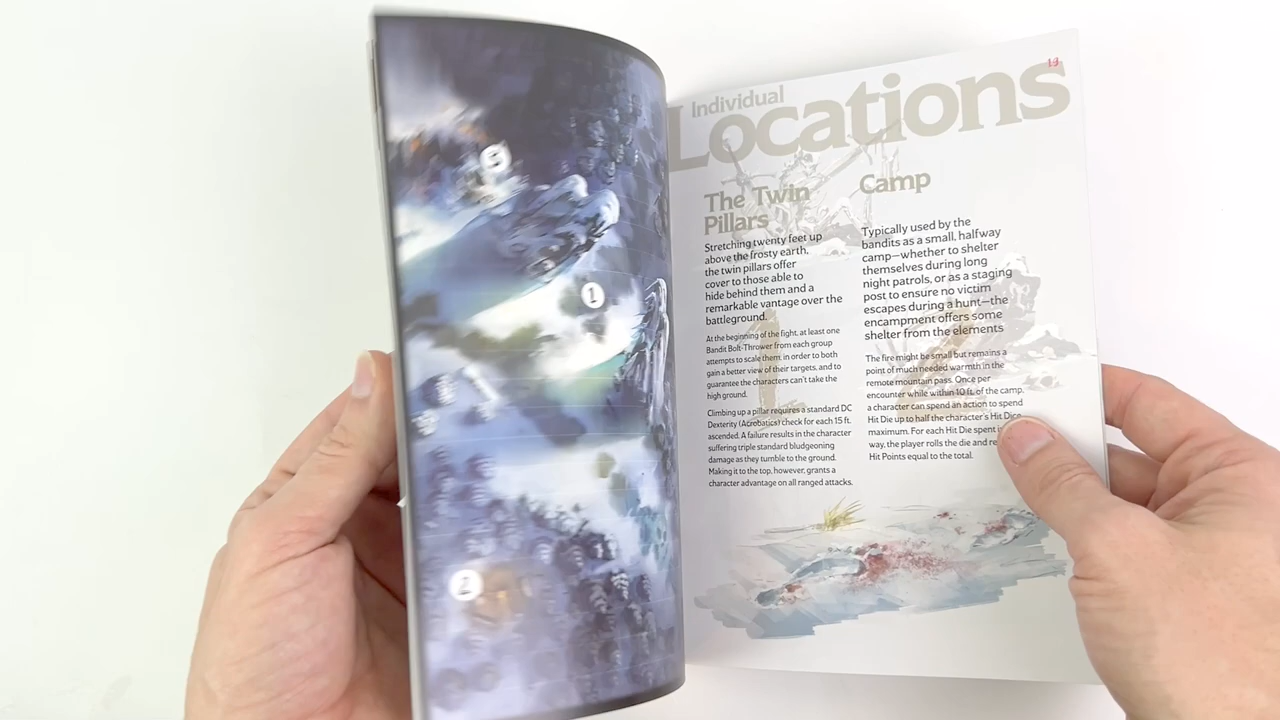 5
1
2
Individual
Locations
19
The Twin
Pillars
Stretching twenty feet up
above the frosty earth,
the twin pillars offer
cover to those able to
hide behind them and a
remarkable vantage over the
battleground.
At the beginning of the fight, at least one
Bandit Bolt-Thrower from each group
attempts to scale them, in order to both
gain a better view of their targets, and to
guarantee the characters can't take the
high ground.
Climbing up a pillar requires a standard DC
Dexterity (Acrobatics) check for each 15 ft.
ascended. A failure results in the character
suffering triple standard bludgeoning
damage as they tumble to the ground.
Making it to the top, however, grants a
character advantage on all ranged attacks.
Camp
Typically used by the
bandits as a small, halfway
camp—whether to shelter
themselves during long
night patrols, or as a staging
post to ensure no victim
escapes during a hunt—the
encampment offers some
shelter from the elements
The fire might be small but remains a
point of much needed warmth in the
remote mountain pass. Once per
encounter while within 10 ft. of the camp,
a character can spend an action to spend
Hit Die up to half the character's Hit Dice
maximum. For each Hit Die spent
way, the player rolls the die and
Hit Points equal to the total.